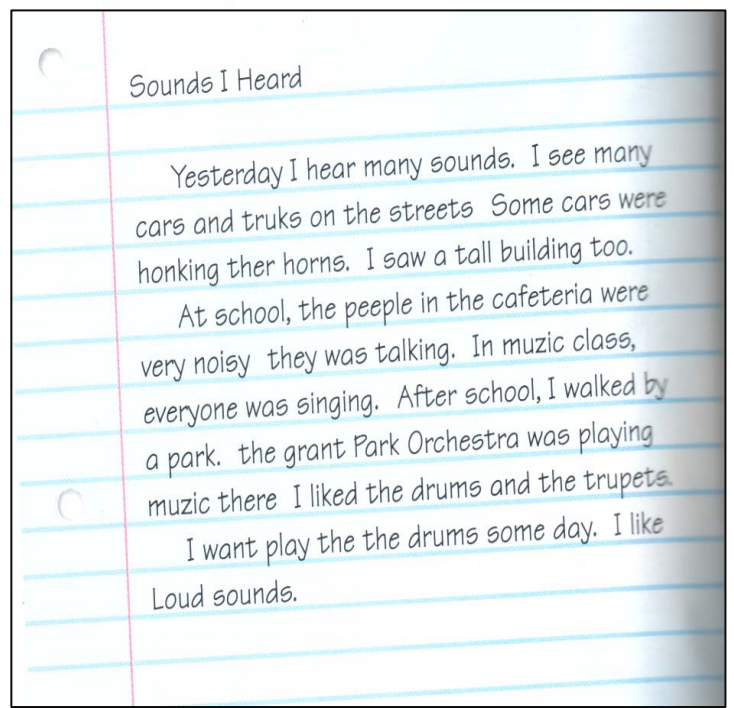 Sounds I Heard
Yesterday I hear many sounds. I see many
cars and truks on the streets Some cars were
honking ther horns. I saw a tall building too.
At school, the peeple in the cafeteria were
very noisy they was talking. In muzic class,
everyone was singing. After school, I walked by
a park. the grant Park Orchestra was playing
muzic there I liked the drums and the trupets.
I want play the the drums some day. I like
Loud sounds.